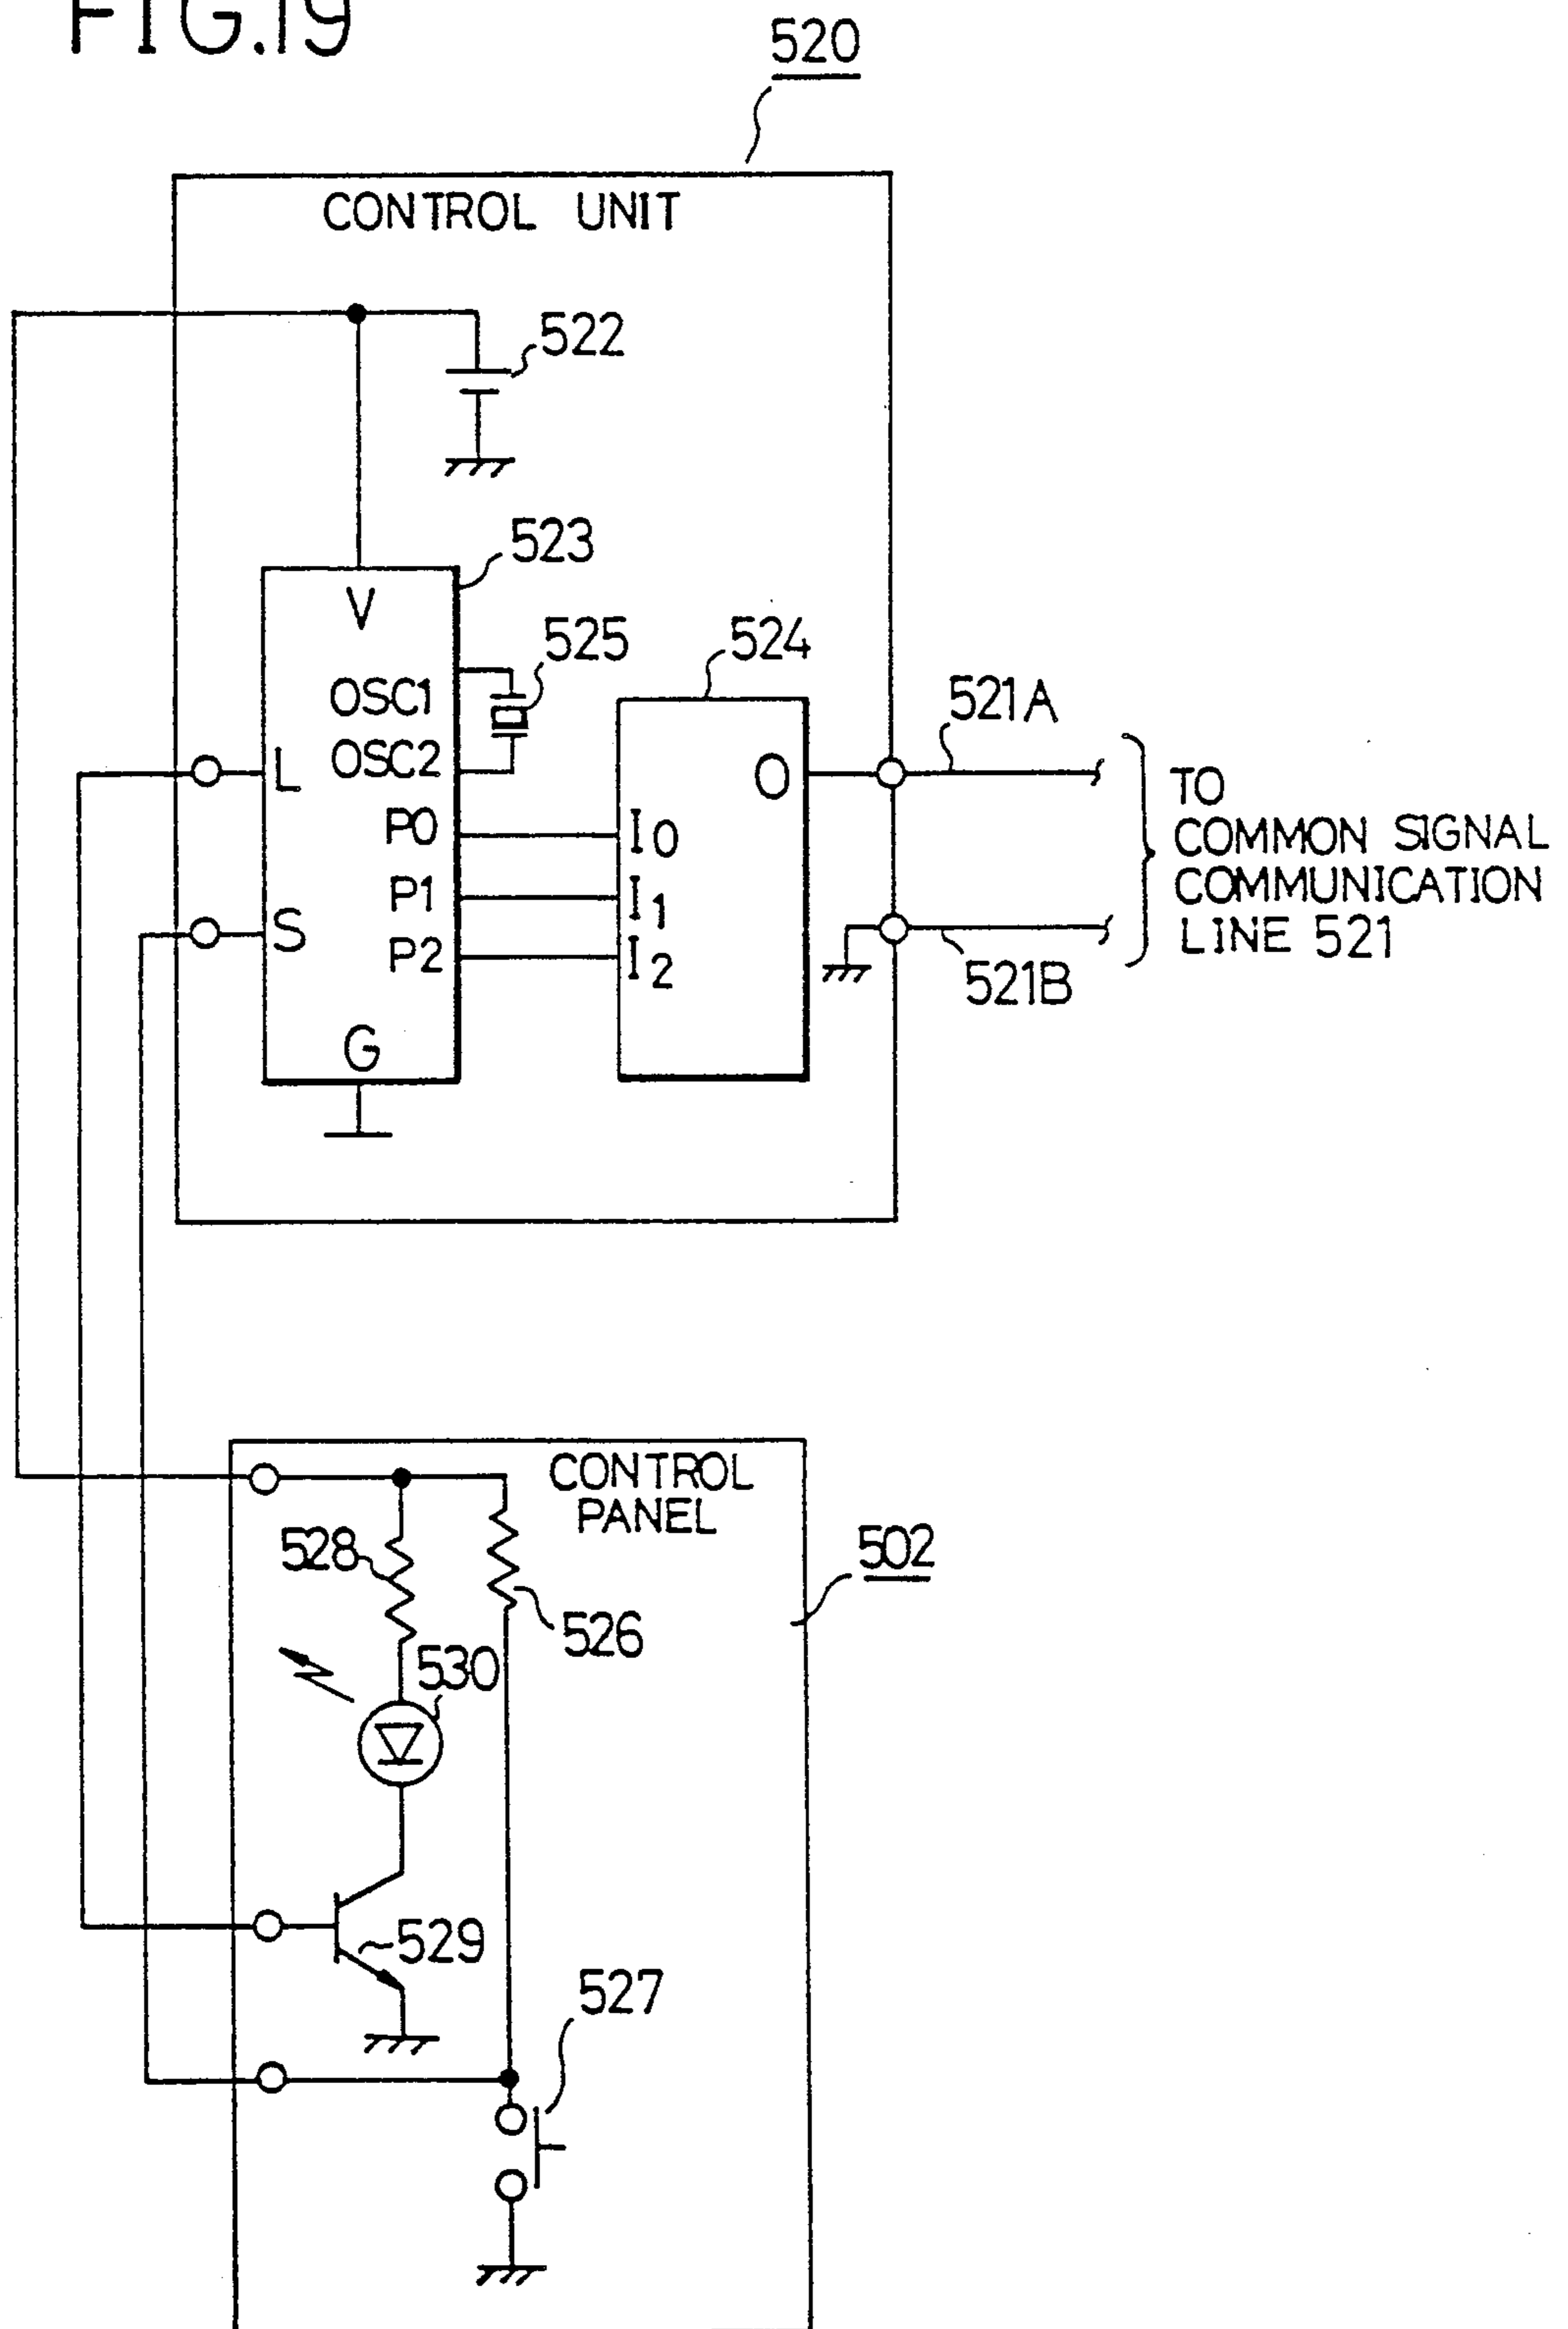 FIG.19
520
CONTROL UNIT
522
523
V
525
524
OSC1
521A
L
OSC2
O
TO
P0
I0
COMMON SIGNAL
P1
I1
COMMUNICATION
S
P2
I2
LINE 521
521B
G
CONTROL
PANEL
528
502
526
530
529
527